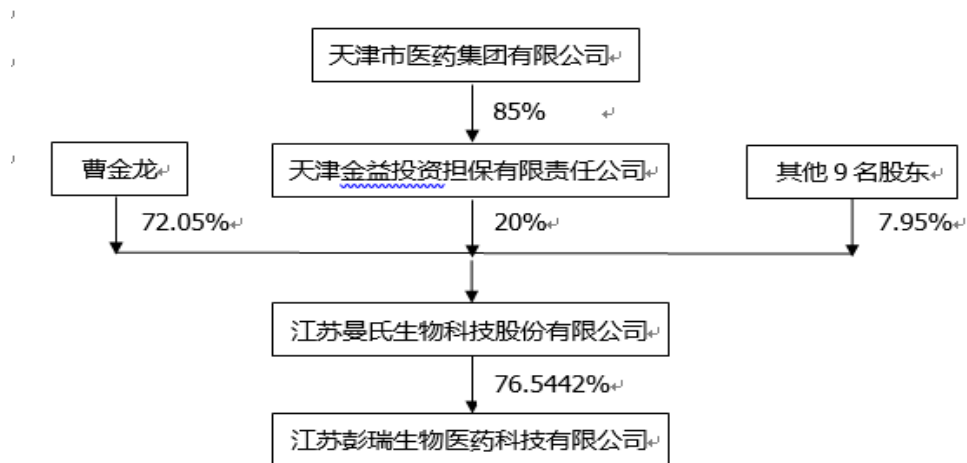 天津市医药集团有限公司
85%
曹金龙
天津金益投资担保有限责任公司
其他 9 名股东
72.05%
20%
7.95%
江苏曼氏生物科技股份有限公司
76.5442%
江苏彭瑞生物医药科技有限公司